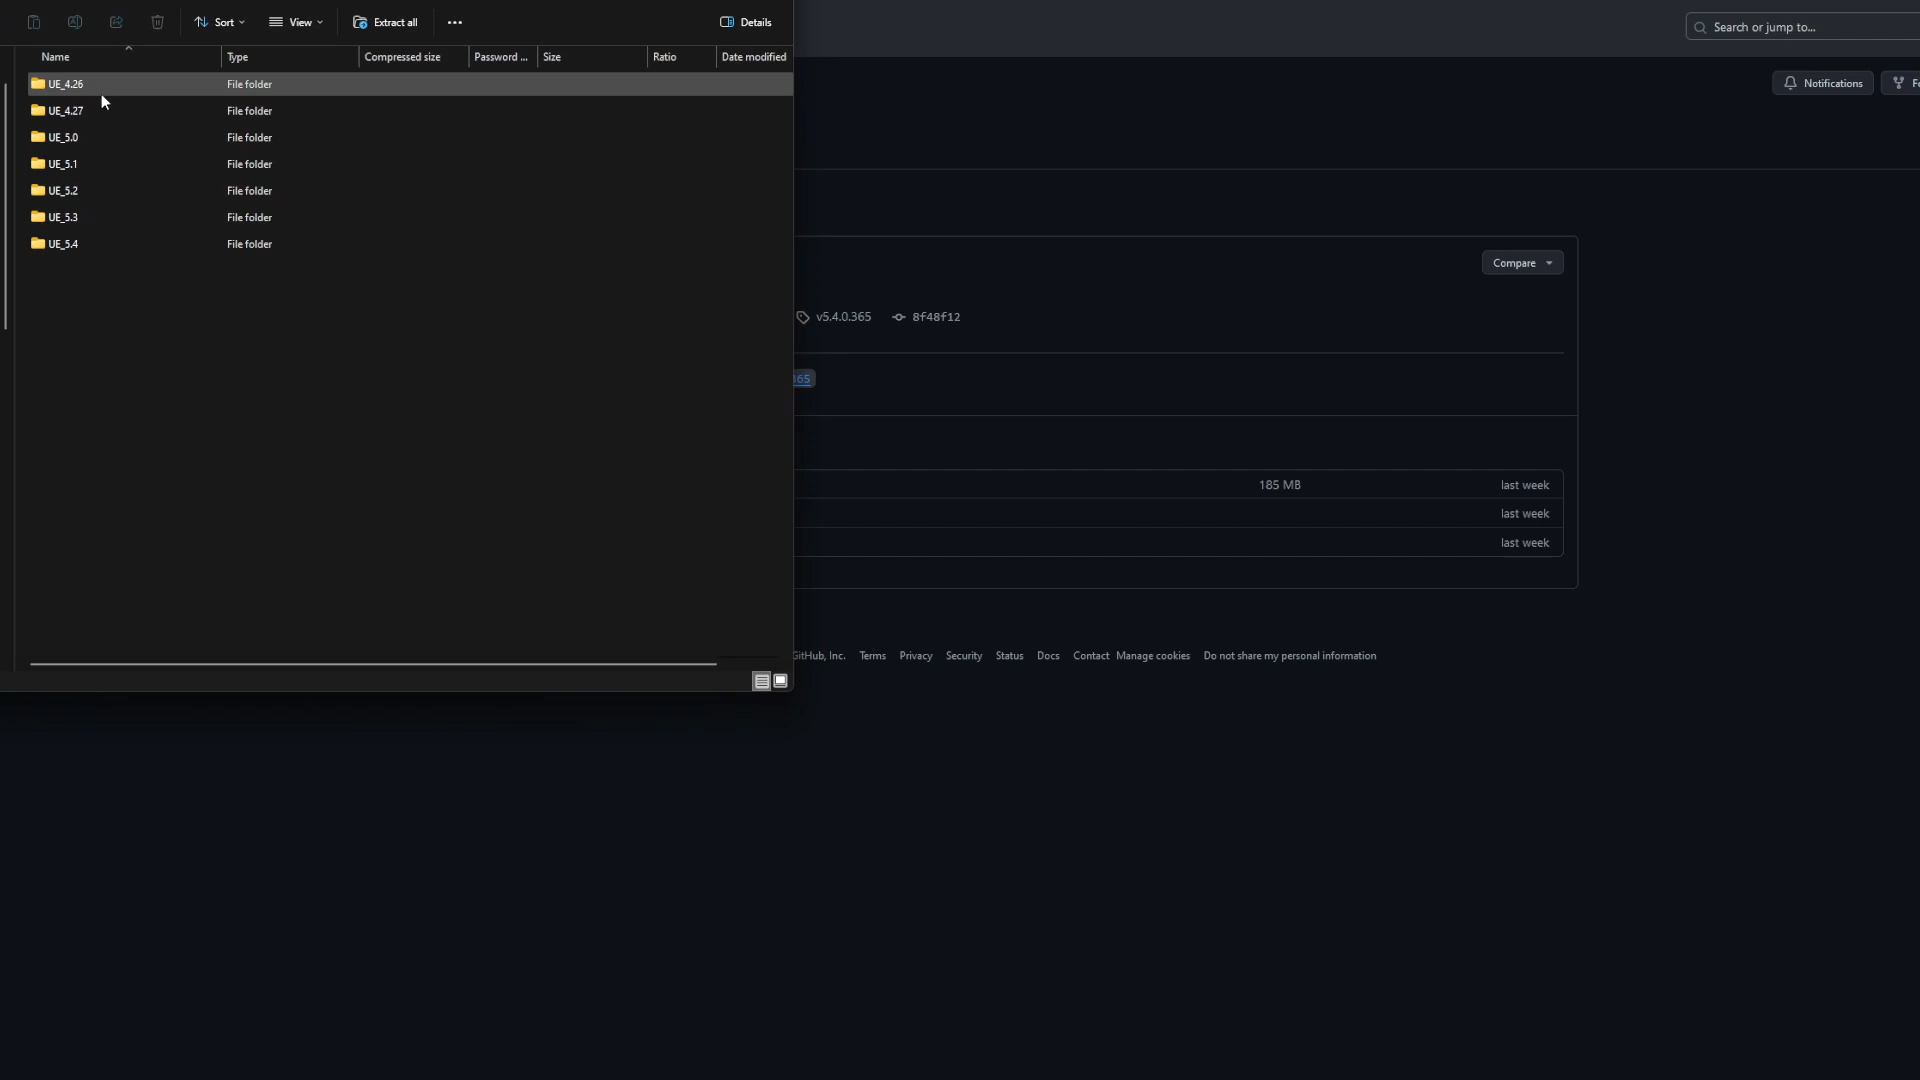 Sort View Extract all Details
Search or jump to...
Name Type Compressed size Password ... Size Ratio Date modified
UE_4.26 File folder
Notifications
UE_4.27 File folder
UE_5.0 File folder
UE_5.1 File folder
UE_5.2 File folder
UE_5.3 File folder
UE_5.4 File folder
Compare
v5.4.0.365 8f48f12
365
185 MB last week
last week
last week
GitHub, Inc. Terms Privacy Security Status Docs Contact Manage cookies Do not share my personal information